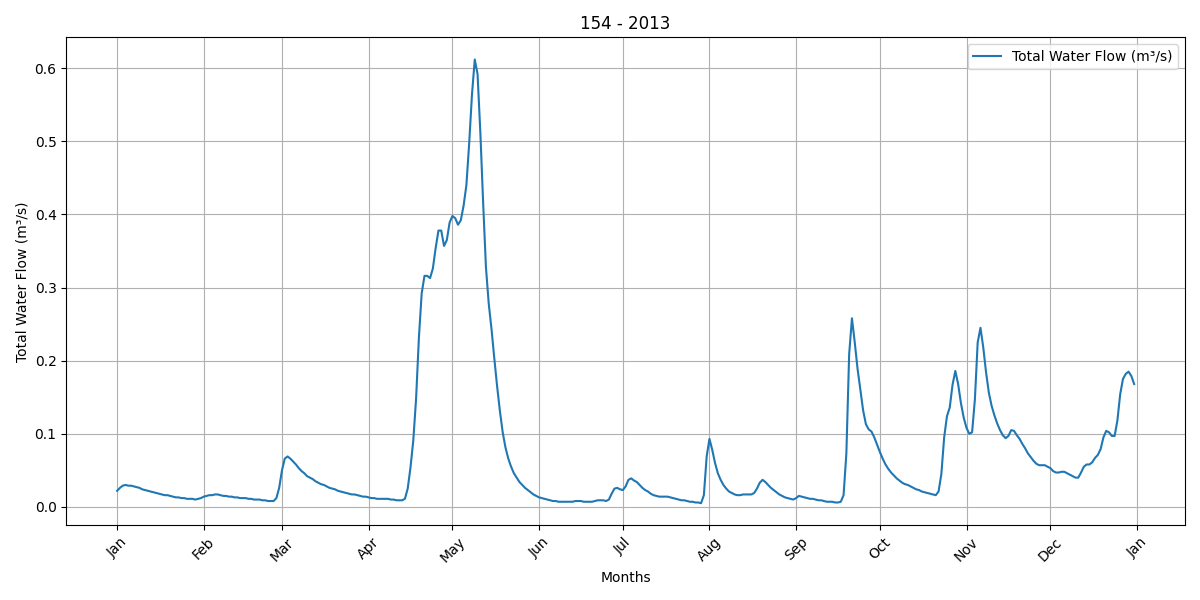 154 - 2013
Total Water Flow (m³/s)
Total Water Flow (m³/s)
0.6
0.5
0.4
0.3
0.2
0.1
0.0
Jan
Feb
Mar
Apr
May
Jun
Jul
Aug
Sep
Oct
Nov
Dec
Jan
Months